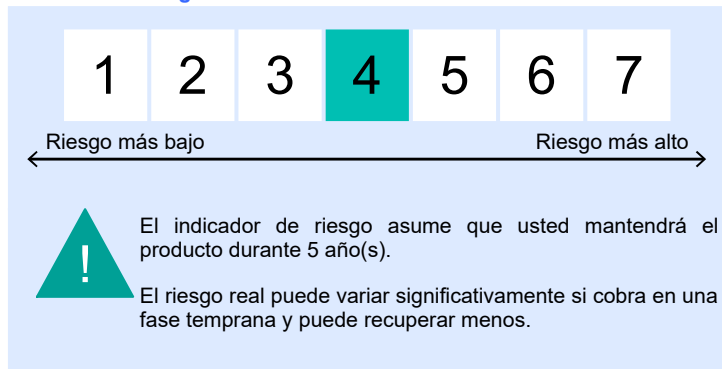 1 2 3 4 5 6 7
Riesgo más bajo Riesgo más alto
El indicador de riesgo asume que usted mantendrá el
producto durante 5 año(s).
!
El riesgo real puede variar significativamente si cobra en una
fase temprana y puede recuperar menos.